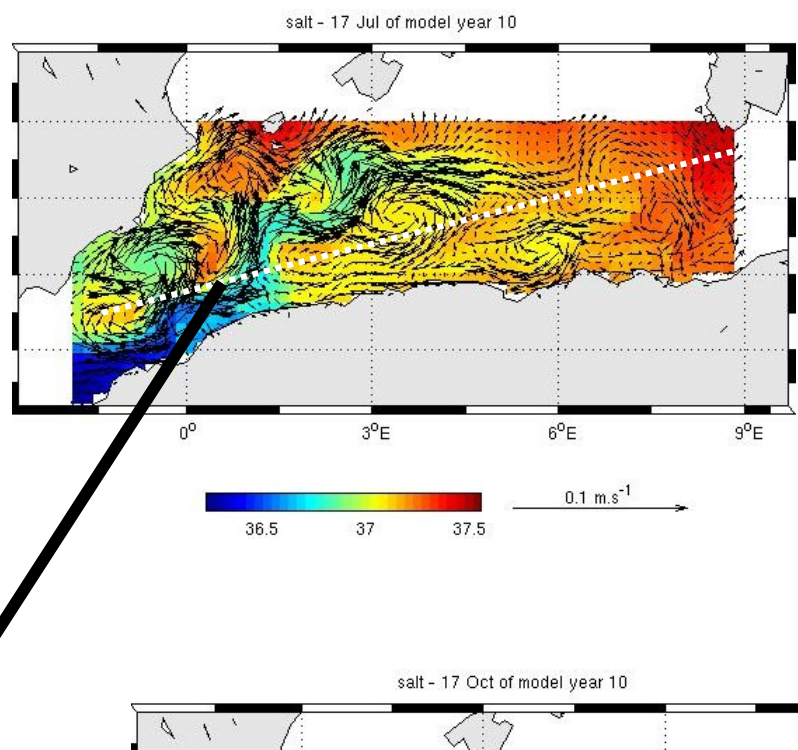 salt - 17 Jul of model year 10
0°
3°E
6°E
9°E
0.1 m.s⁻¹
36.5
37
37.5
salt - 17 Oct of model year 10